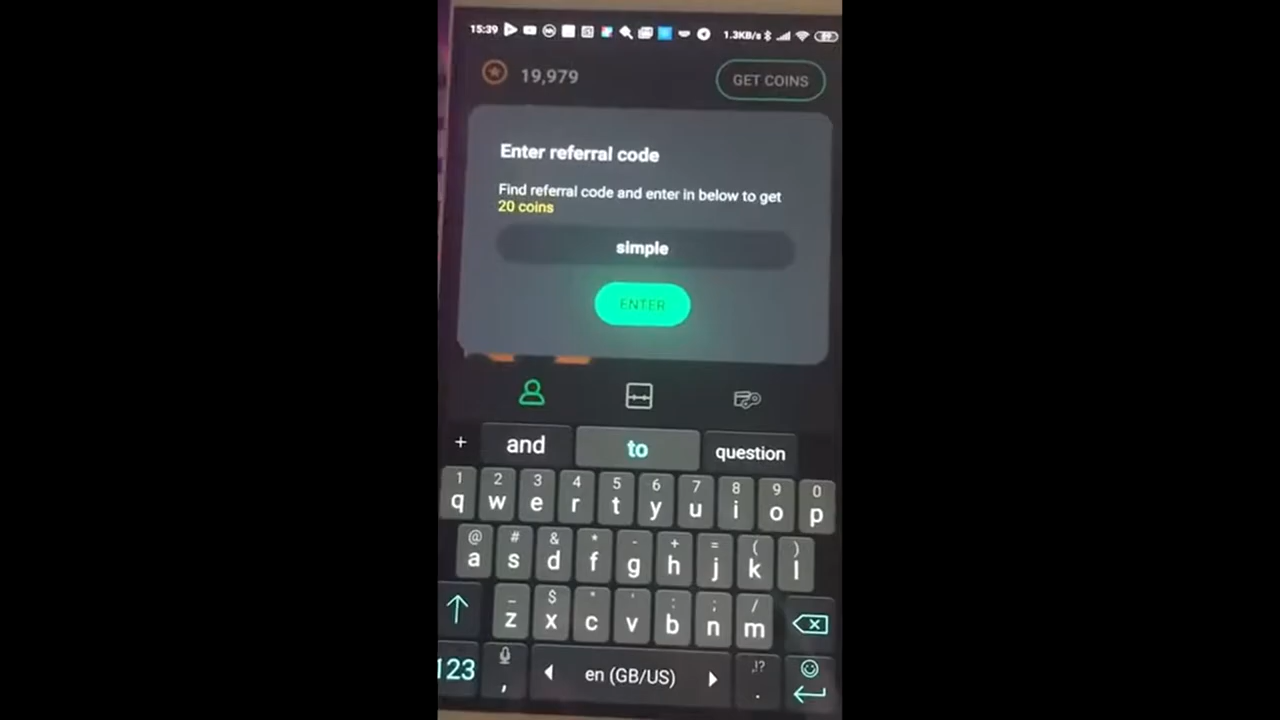 15:39 1.3KB/s 89
19,979 GET COINS
Enter referral code
Find referral code and enter in below to get
20 coins
simple
ENTER
+ and to question
1 2 3 4 5 6 7 8 9 0
q w e r t y u i o p
@ # & * - + = ( )
a s d f g h j k l
_ $ " ' : ; /
z x c v b n m
,!?
123 , en (GB/US) .